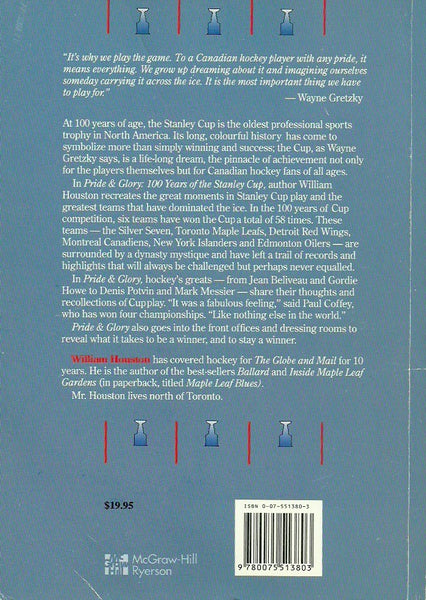 "It's why we play the game. To a Canadian hockey player with any pride, it
means everything. We grow up dreaming about it and imagining ourselves
someday carrying it across the ice. It is the most important thing we have
to play for."
— Wayne Gretzky
At 100 years of age, the Stanley Cup is the oldest professional sports
trophy in North America. Its long, colourful history has come to
symbolize more than simply winning and success; the Cup, as Wayne
Gretzky says, is a life-long dream, the pinnacle of achievement not only
for the players themselves but for Canadian hockey fans of all ages.
In Pride & Glory: 100 Years of the Stanley Cup, author William
Houston recreates the great moments in Stanley Cup play and the
greatest teams that have dominated the ice. In the 100 years of Cup
competition, six teams have won the Cup a total of 58 times. These
teams — the Silver Seven, Toronto Maple Leafs, Detroit Red Wings,
Montreal Canadiens, New York Islanders and Edmonton Oilers — are
surrounded by a dynasty mystique and have left a trail of records and
highlights that will always be challenged but perhaps never equalled.
In Pride & Glory, hockey's greats — from Jean Beliveau and Gordie
Howe to Denis Potvin and Mark Messier — share their thoughts and
recollections of Cup play. "It was a fabulous feeling," said Paul Coffey,
who has won four championships. "Like nothing else in the world."
Pride & Glory also goes into the front offices and dressing rooms to
reveal what it takes to be a winner, and to stay a winner.
William Houston has covered hockey for The Globe and Mail for 10
years. He is the author of the best-sellers Ballard and Inside Maple Leaf
Gardens (in paperback, titled Maple Leaf Blues).
Mr. Houston lives north of Toronto.
$19.95
ISBN 0-07-551380-3
9 780075 513803
McGraw-Hill
Ryerson